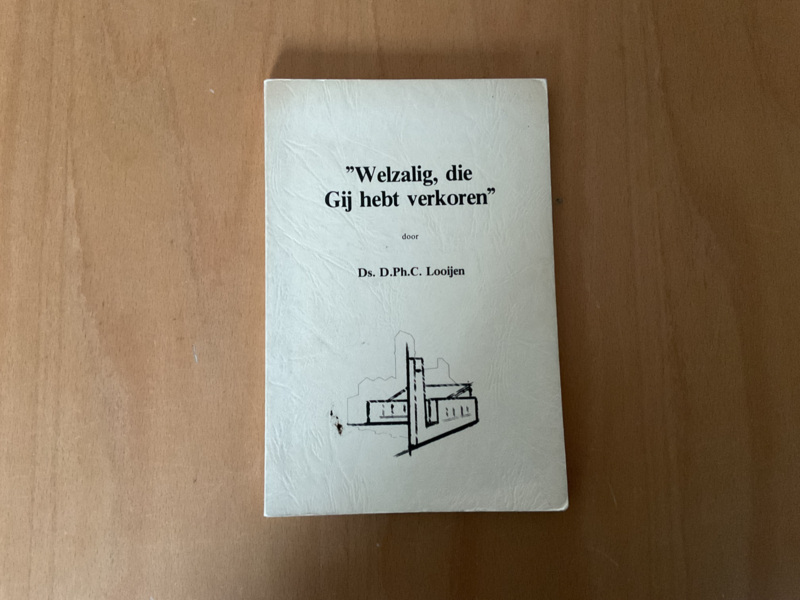 ”Welzalig, die
Gij hebt verkoren”
door
Ds. D.Ph.C. Looijen